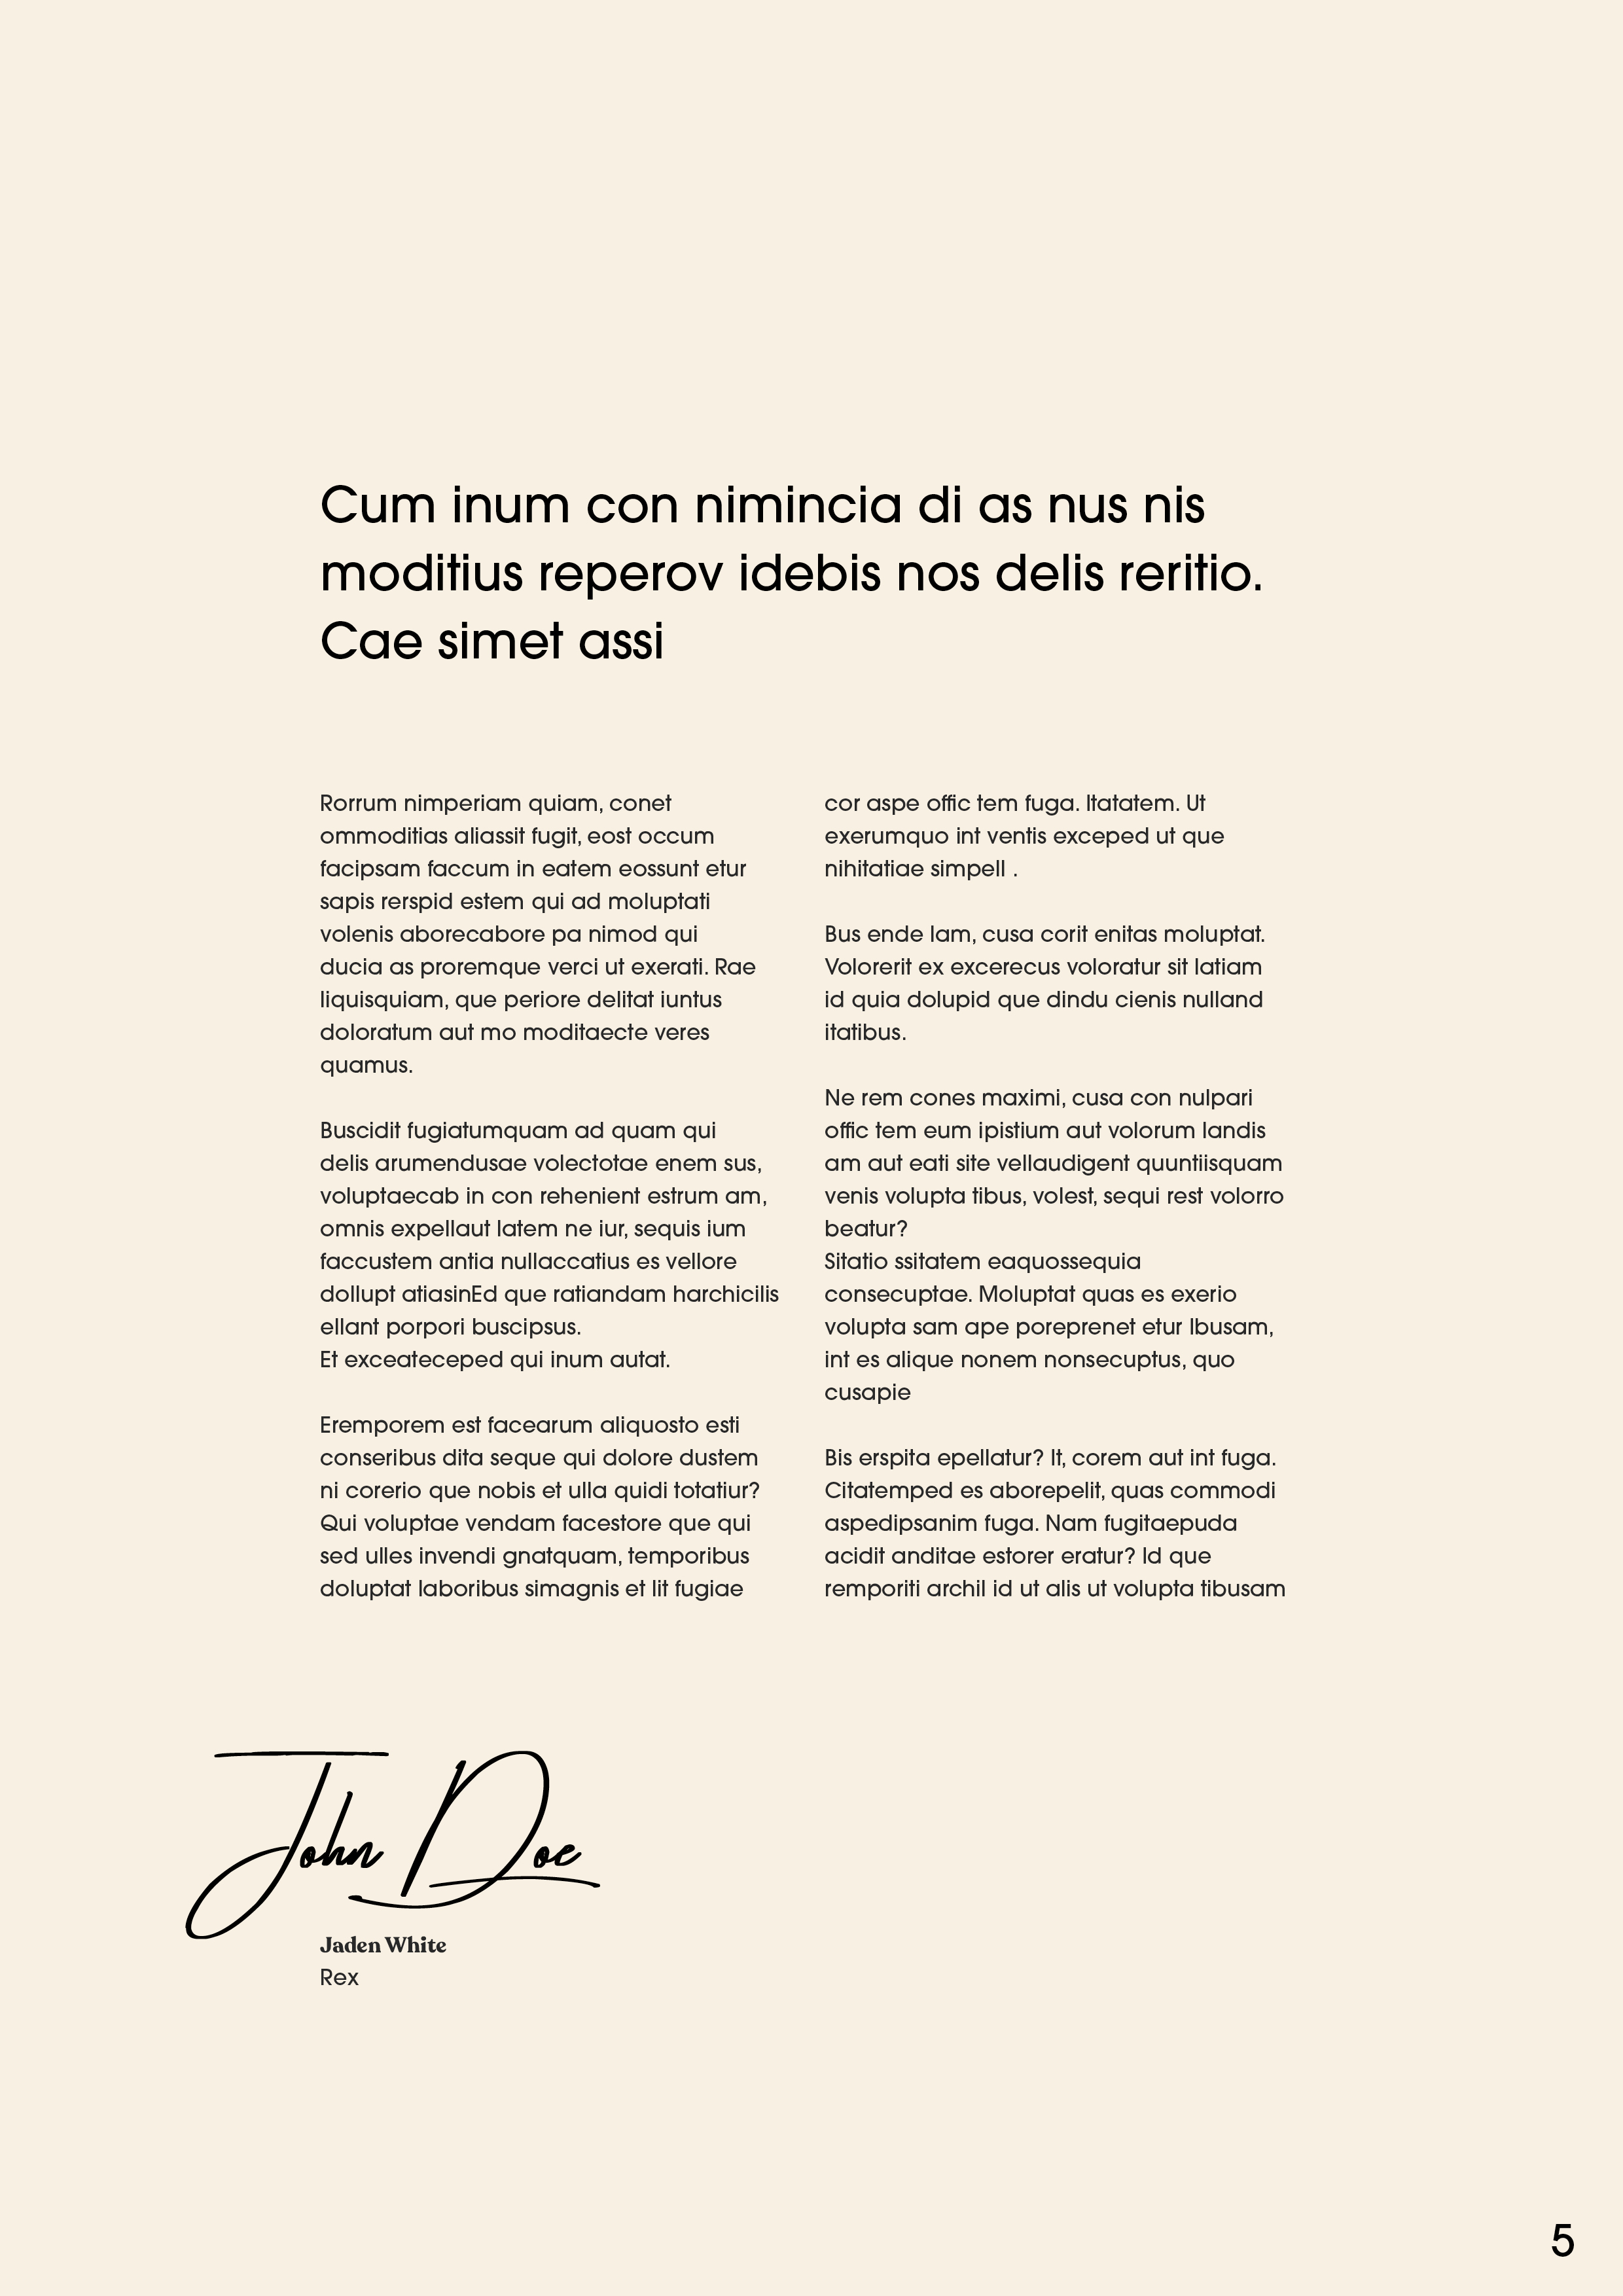 Cum inum con nimincia di as nus nis
moditius reperov idebis nos delis reritio.
Cae simet assi
Rorrum nimperiam quiam, conet
ommoditias aliassit fugit, eost occum
facipsam faccum in eatem eossunt etur
sapis rerspid estem qui ad moluptati
volenis aborecabore pa nimod qui
ducia as proremque verci ut exerati. Rae
liquisquiam, que periore delitat iuntus
doloratum aut mo moditaecte veres
quamus.
Buscidit fugiatumquam ad quam qui
delis arumendusae volectotae enem sus,
voluptaecab in con rehenient estrum am,
omnis expellaut latem ne iur, sequis ium
faccustem antia nullaccatius es vellore
dollupt atiasinEd que ratiandam harchicilis
ellant porpori buscipsus.
Et exceateceped qui inum autat.
Eremporem est facearum aliquosto esti
conseribus dita seque qui dolore dustem
ni corerio que nobis et ulla quidi totatiur?
Qui voluptae vendam facestore que qui
sed ulles invendi gnatquam, temporibus
doluptat laboribus simagnis et lit fugiae
cor aspe offic tem fuga. Itatatem. Ut
exerumquo int ventis exceped ut que
nihitatiae simpell .
Bus ende lam, cusa corit enitas moluptat.
Volorerit ex excerecus voloratur sit latiam
id quia dolupid que dindu cienis nulland
itatibus.
Ne rem cones maximi, cusa con nulpari
offic tem eum ipistium aut volorum landis
am aut eati site vellaudigent quuntiisquam
venis volupta tibus, volest, sequi rest volorro
beatur?
Sitatio ssitatem eaquossequia
consecuptae. Moluptat quas es exerio
volupta sam ape poreprenet etur Ibusam,
int es alique nonem nonsecuptus, quo
cusapie
Bis erspita epellatur? It, corem aut int fuga.
Citatemped es aborepelit, quas commodi
aspedipsanim fuga. Nam fugitaepuda
acidit anditae estorer eratur? Id que
remporiti archil id ut alis ut volupta tibusam
John Doe
Jaden White
Rex
5